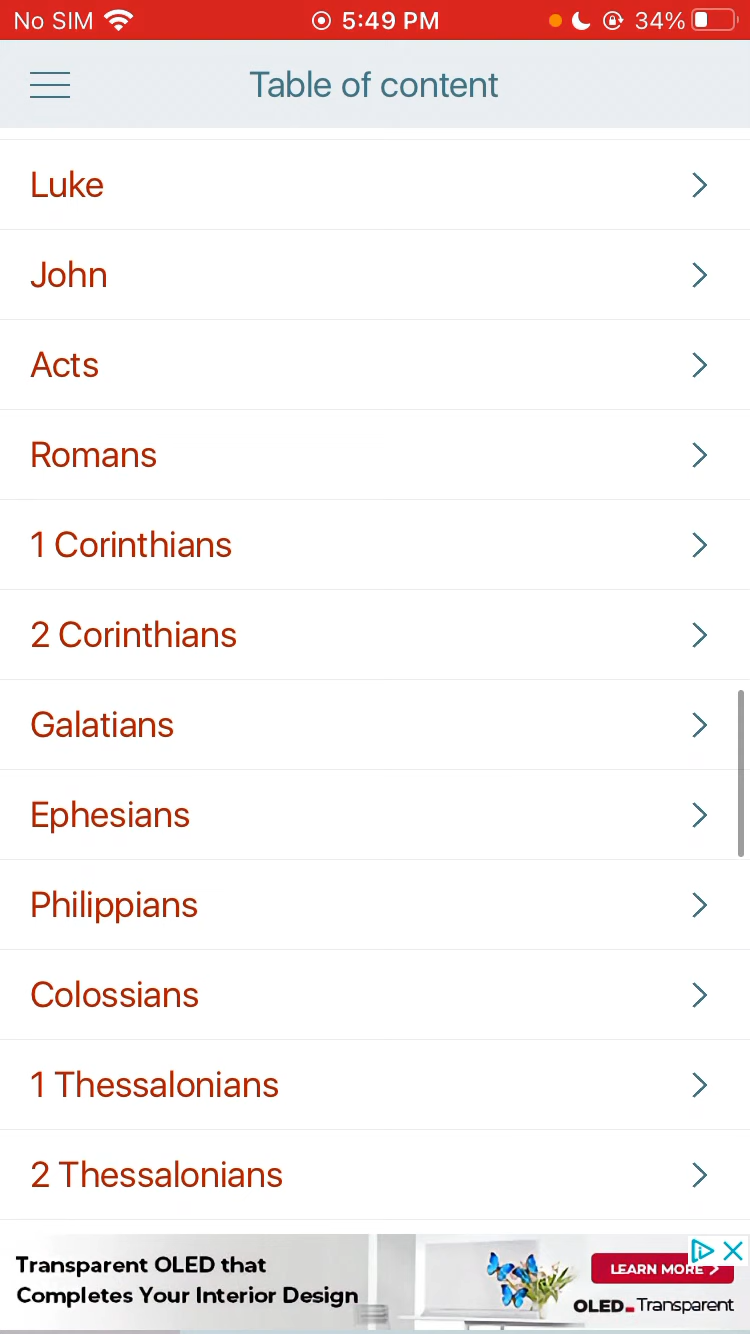 No SIM 5:49 PM 34%
Table of content
Luke
John
Acts
Romans
1 Corinthians
2 Corinthians
Galatians
Ephesians
Philippians
Colossians
1 Thessalonians
2 Thessalonians
Transparent OLED that
Completes Your Interior Design
LEARN MORE >
OLED Transparent